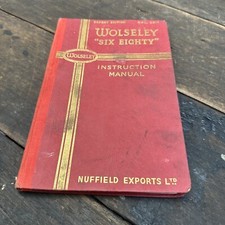 WOLSELEY
"SIX EIGHTY"
WOLSELEY
INSTRUCTION
MANUAL
NUFFIELD EXPORTS LTD